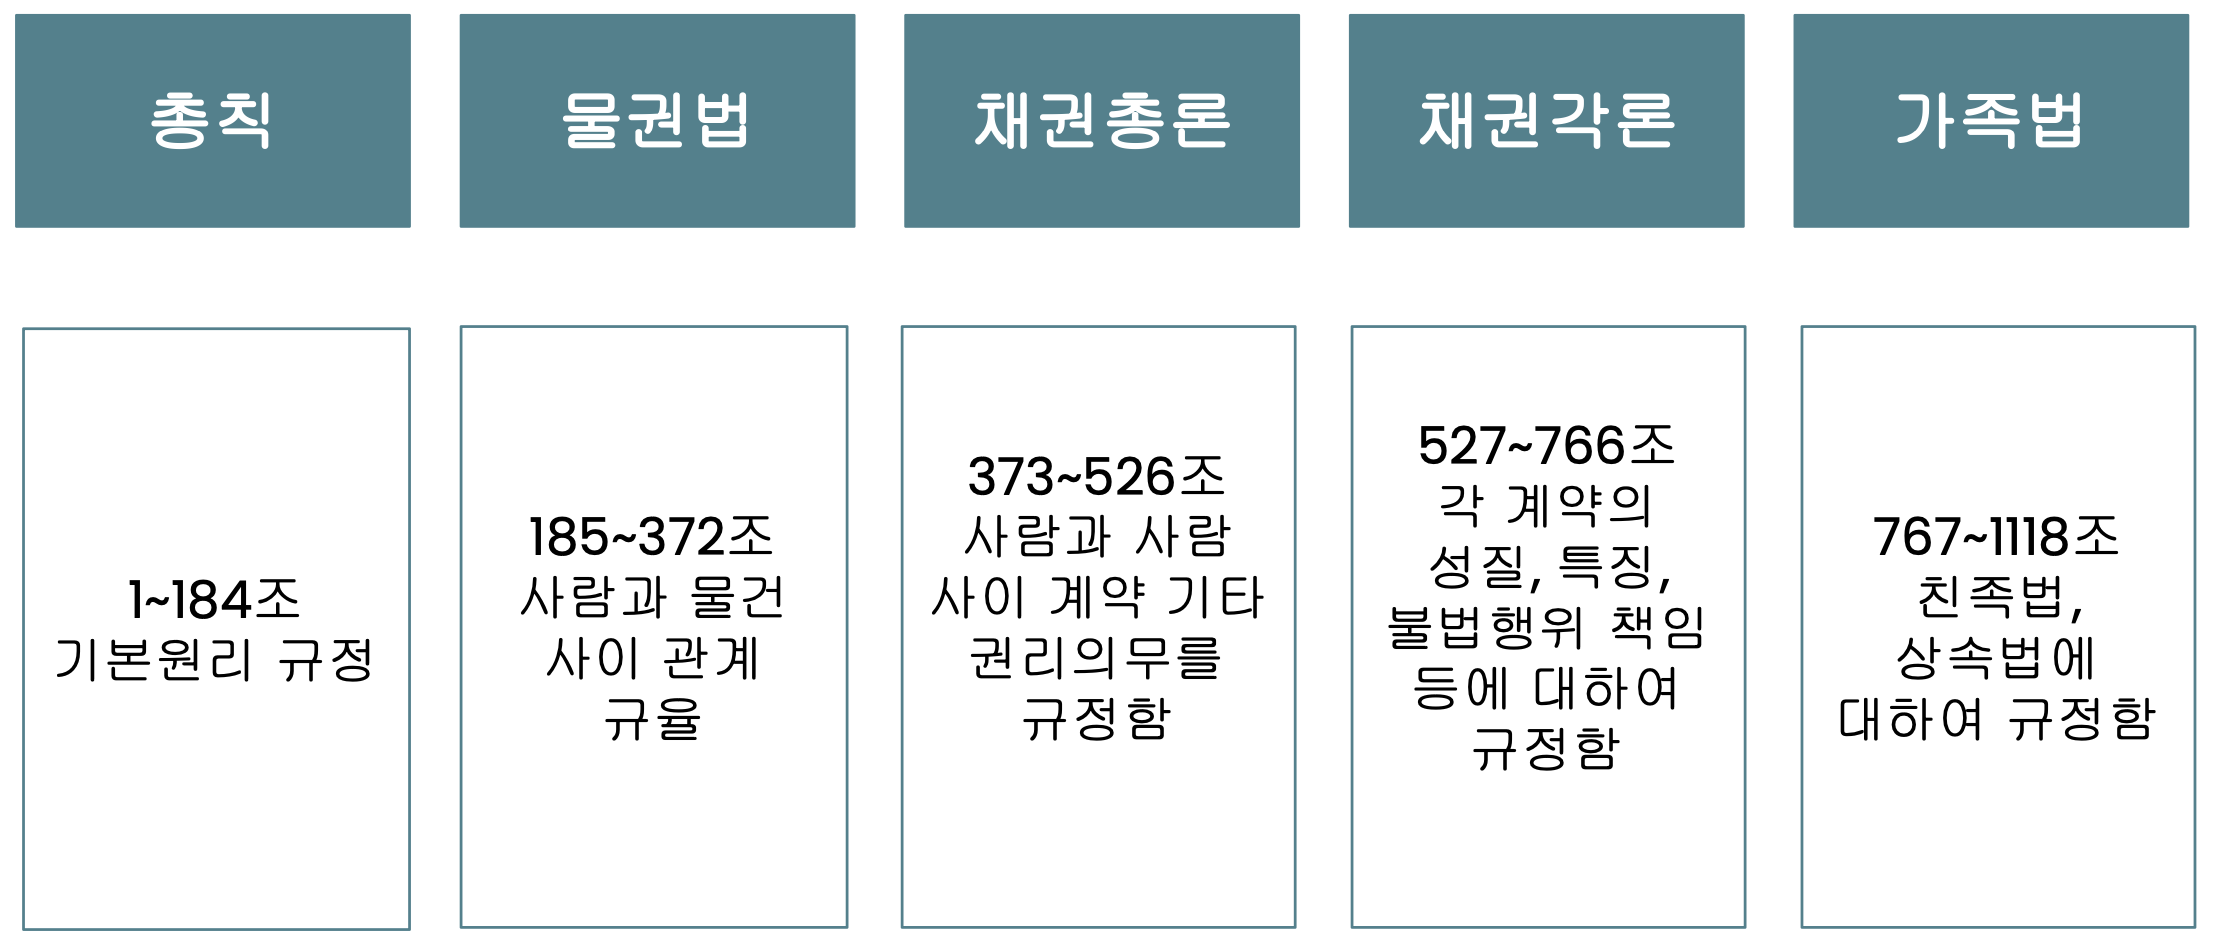 총칙
물권법
채권총론
채권각론
가족법
1~184조
기본원리 규정
185~372조
사람과 물건
사이 관계
규율
373~526조
사람과 사람
사이 계약 기타
권리의무를
규정함
527~766조
각 계약의
성질, 특징,
불법행위 책임
등에 대하여
규정함
767~1118조
친족법,
상속법에
대하여 규정함